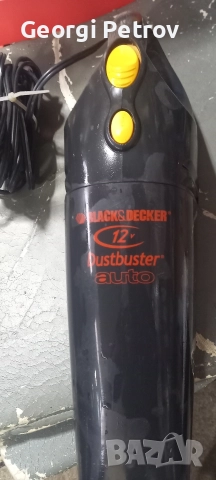 Georgi Petrov
BLACK&DECKER®
12V
Dustbuster®
auto
BAZAR